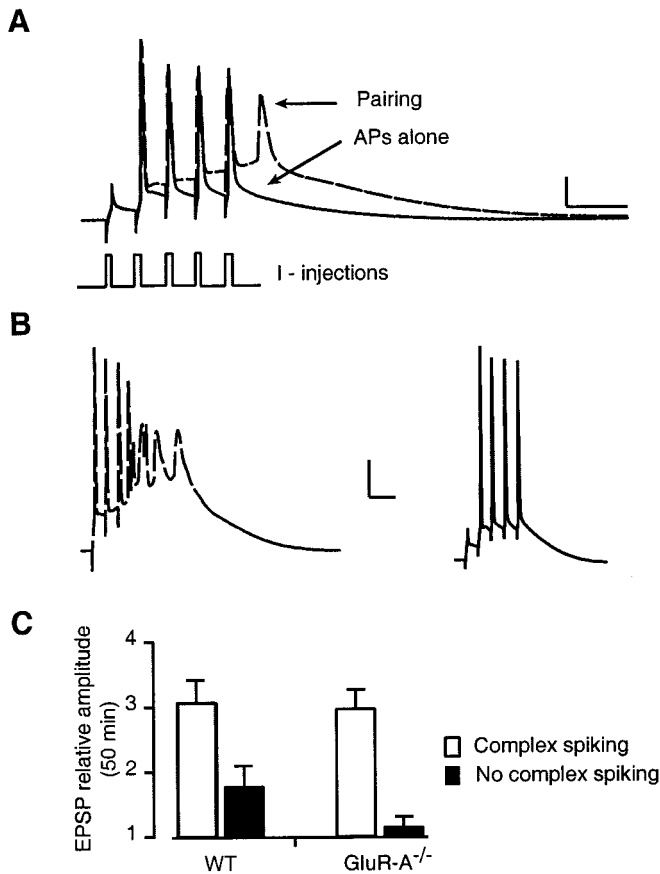 A
Pairing
APs alone
I - injections
B
C
EPSP relative amplitude
(50 min)
4
3
2
1
Complex spiking
No complex spiking
WT
GluR-A-/-